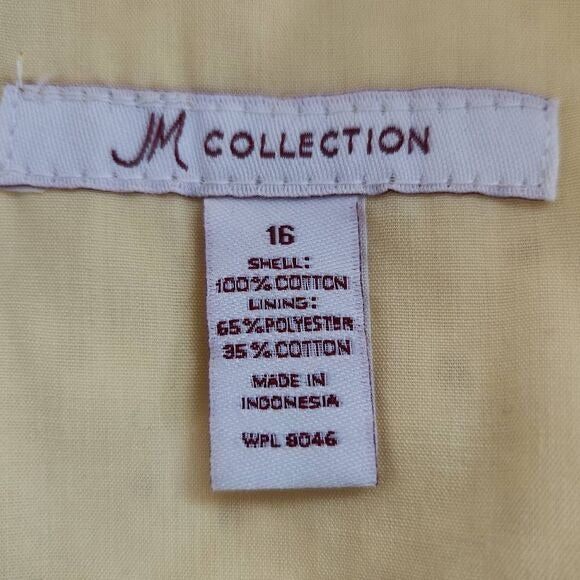 JM COLLECTION
16
SHELL:
100% COTTON
LINING:
65% POLYESTER
35% COTTON
MADE IN
INDONESIA
WPL 8046